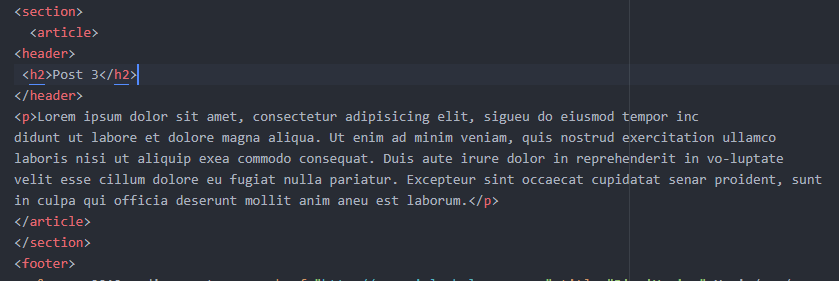 <section>
<article>
<header>
<h2>Post 3</h2>
</header>
<p>Lorem ipsum dolor sit amet, consectetur adipisicing elit, sigueu do eiusmod tempor inc
didunt ut labore et dolore magna aliqua. Ut enim ad minim veniam, quis nostrud exercitation ullamco
laboris nisi ut aliquip exea commodo consequat. Duis aute irure dolor in reprehenderit in vo-luptate
velit esse cillum dolore eu fugiat nulla pariatur. Excepteur sint occaecat cupidatat senar proident, sunt
in culpa qui officia deserunt mollit anim aneu est laborum.</p>
</article>
</section>
<footer>